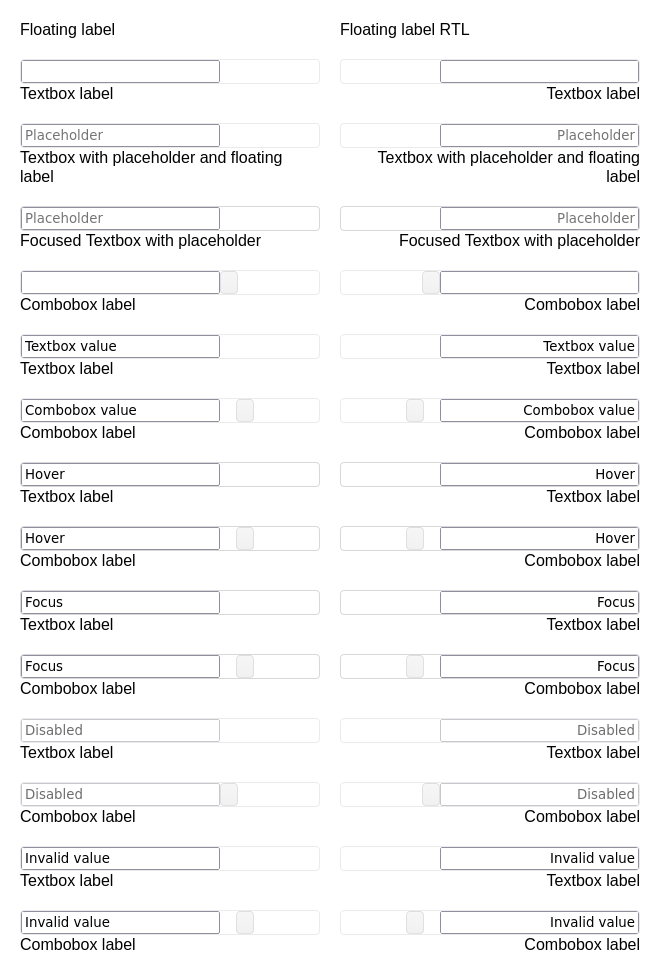 Floating label
Textbox label
Placeholder
Textbox with placeholder and floating
label
Placeholder
Focused Textbox with placeholder
Combobox label
Textbox value
Textbox label
Combobox value
Combobox label
Hover
Textbox label
Hover
Combobox label
Focus
Textbox label
Focus
Combobox label
Disabled
Textbox label
Disabled
Combobox label
Invalid value
Textbox label
Invalid value
Combobox label
Floating label RTL
Textbox label
Placeholder
Textbox with placeholder and floating
label
Placeholder
Focused Textbox with placeholder
Combobox label
Textbox value
Textbox label
Combobox value
Combobox label
Hover
Textbox label
Hover
Combobox label
Focus
Textbox label
Focus
Combobox label
Disabled
Textbox label
Disabled
Combobox label
Invalid value
Textbox label
Invalid value
Combobox label